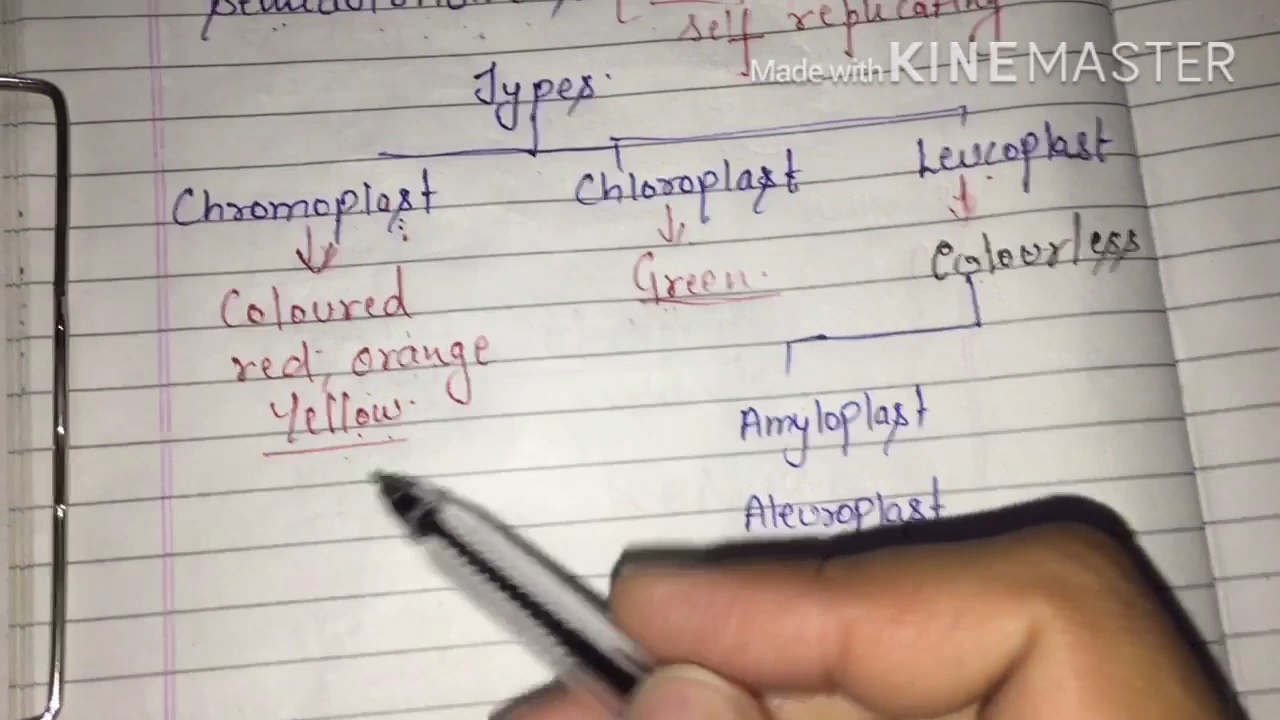 self replicating
Made with KINEMASTER
Types.
Chromoplast Chloroplast Leucoplast
Coloured Green. Colourless
red, orange
Yellow.
Amyloplast
Aleuroplast